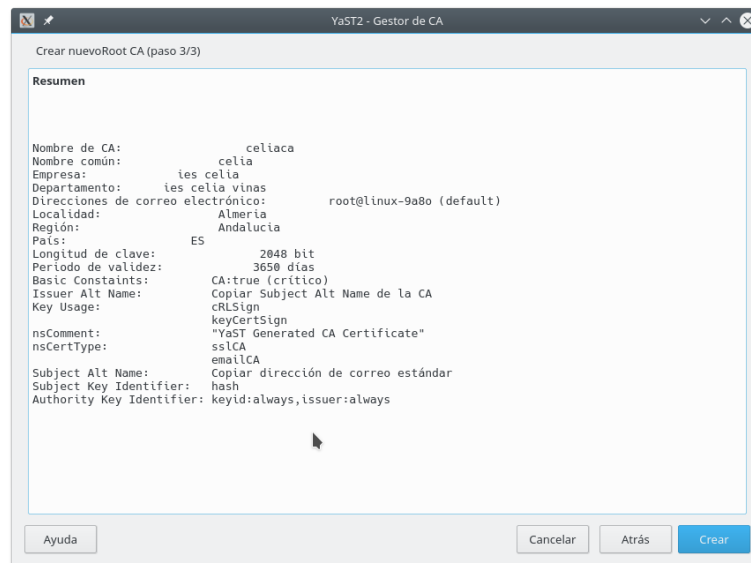 YaST2 - Gestor de CA
Crear nuevoRoot CA (paso 3/3)
Resumen
Nombre de CA: celiaca
Nombre común: celia
Empresa: ies celia
Departamento: ies celia vinas
Direcciones de correo electrónico: root@linux-9a8o (default)
Localidad: Almeria
Región: Andalucia
País: ES
Longitud de clave: 2048 bit
Periodo de validez: 3650 días
Basic Constaints: CA:true (crítico)
Issuer Alt Name: Copiar Subject Alt Name de la CA
Key Usage: cRLSign
keyCertSign
nsComment: "YaST Generated CA Certificate"
nsCertType: sslCA
emailCA
Subject Alt Name: Copiar dirección de correo estándar
Subject Key Identifier: hash
Authority Key Identifier: keyid:always,issuer:always
Ayuda Cancelar Atrás Crear